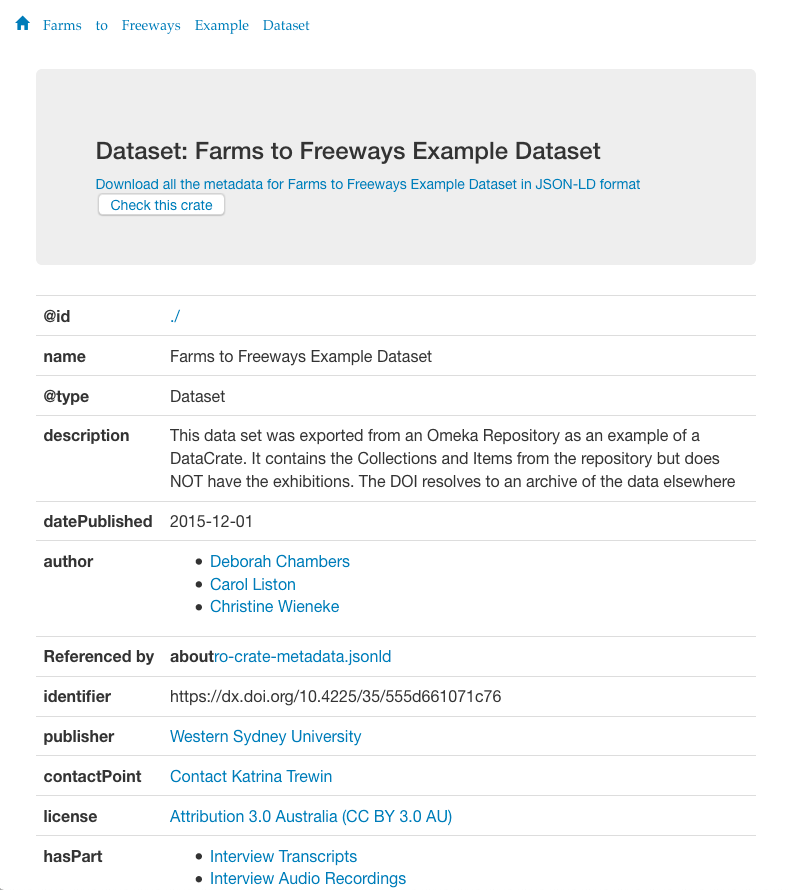 Farms to Freeways Example Dataset
Dataset: Farms to Freeways Example Dataset
Download all the metadata for Farms to Freeways Example Dataset in JSON-LD format
Check this crate
@id ./
name Farms to Freeways Example Dataset
@type Dataset
description This data set was exported from an Omeka Repository as an example of a
DataCrate. It contains the Collections and Items from the repository but does
NOT have the exhibitions. The DOI resolves to an archive of the data elsewhere
datePublished 2015-12-01
author • Deborah Chambers
• Carol Liston
• Christine Wieneke
Referenced by aboutro-crate-metadata.jsonld
identifier https://dx.doi.org/10.4225/35/555d661071c76
publisher Western Sydney University
contactPoint Contact Katrina Trewin
license Attribution 3.0 Australia (CC BY 3.0 AU)
hasPart • Interview Transcripts
• Interview Audio Recordings